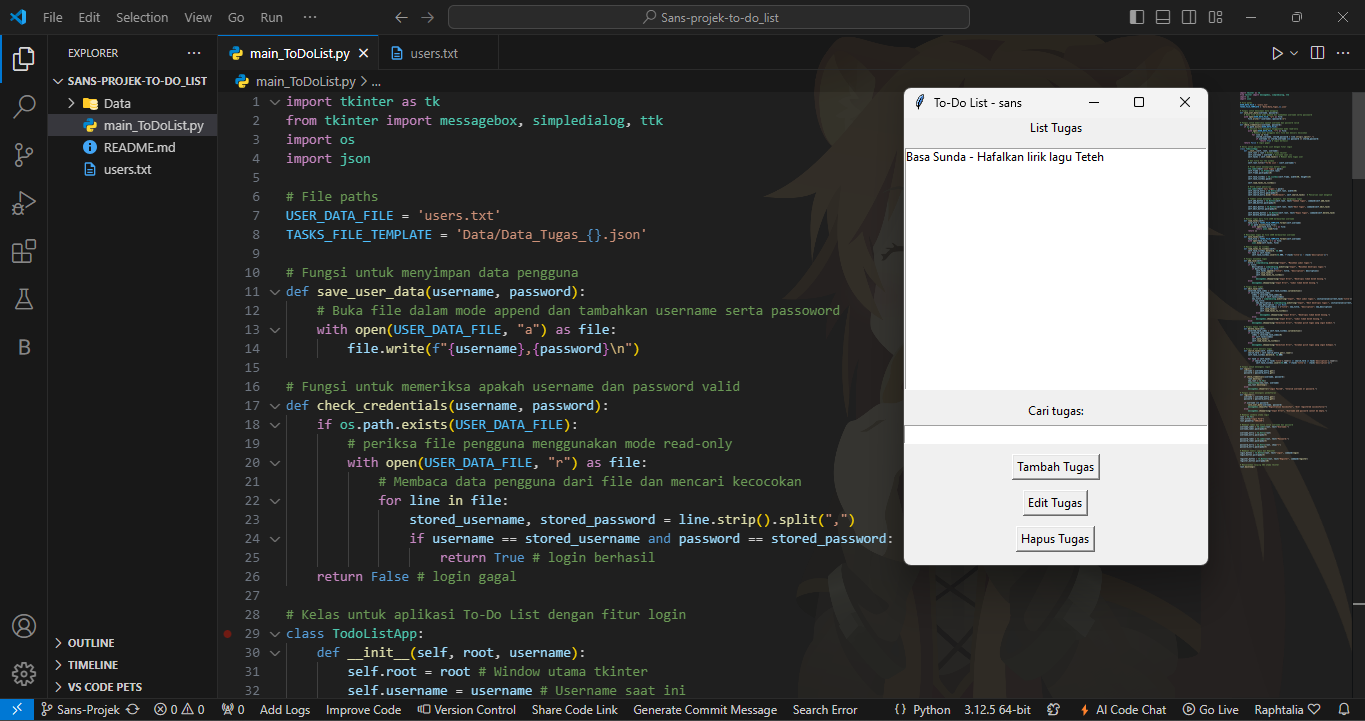 File Edit Selection View Go Run ···
Sans-projek-to-do_list
EXPLORER ···
SANS-PROJEK-TO-DO_LIST
Data
main_ToDoList.py
README.md
users.txt
OUTLINE
TIMELINE
VS CODE PETS
main_ToDoList.py users.txt
main_ToDoList.py > ...
1 import tkinter as tk
2 from tkinter import messagebox, simpledialog, ttk
3 import os
4 import json
5
6 # File paths
7 USER_DATA_FILE = 'users.txt'
8 TASKS_FILE_TEMPLATE = 'Data/Data_Tugas_{}.json'
9
10 # Fungsi untuk menyimpan data pengguna
11 def save_user_data(username, password):
12 # Buka file dalam mode append dan tambahkan username serta passoword
13 with open(USER_DATA_FILE, "a") as file:
14 file.write(f"{username},{password}\n")
15
16 # Fungsi untuk memeriksa apakah username dan password valid
17 def check_credentials(username, password):
18 if os.path.exists(USER_DATA_FILE):
19 # periksa file pengguna menggunakan mode read-only
20 with open(USER_DATA_FILE, "r") as file:
21 # Membaca data pengguna dari file dan mencari kecocokan
22 for line in file:
23 stored_username, stored_password = line.strip().split(",")
24 if username == stored_username and password == stored_password:
25 return True # login berhasil
26 return False # login gagal
27
28 # Kelas untuk aplikasi To-Do List dengan fitur login
29 class TodoListApp:
30 def __init__(self, root, username):
31 self.root = root # Window utama tkinter
32 self.username = username # Username saat ini
To-Do List - sans
List Tugas
Basa Sunda - Hafalkan lirik lagu Teteh
Cari tugas:
Tambah Tugas
Edit Tugas
Hapus Tugas
Sans-Projek 0 0 0 Add Logs Improve Code Version Control Share Code Link Generate Commit Message Search Error {} Python 3.12.5 64-bit AI Code Chat Go Live Raphtalia